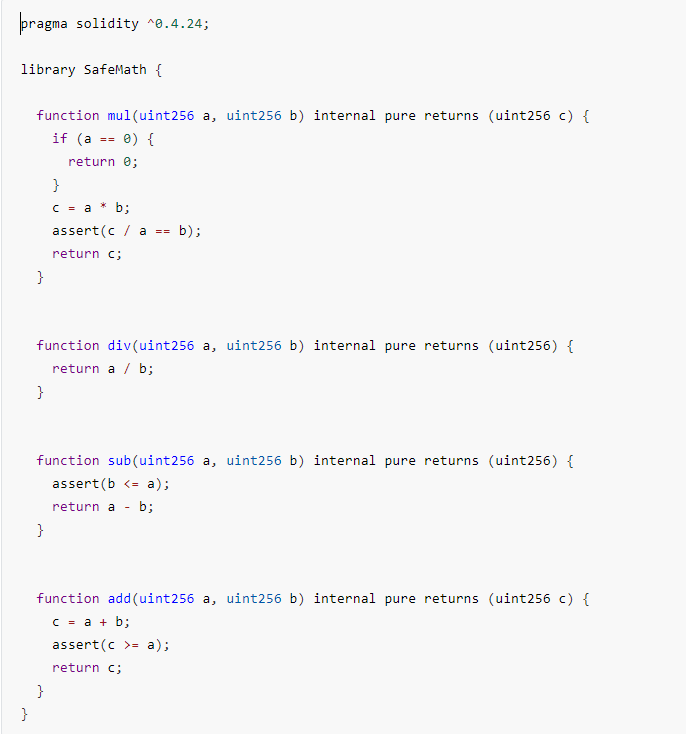 pragma solidity ^0.4.24;
library SafeMath {
function mul(uint256 a, uint256 b) internal pure returns (uint256 c) {
if (a == 0) {
return 0;
}
c = a * b;
assert(c / a == b);
return c;
}
function div(uint256 a, uint256 b) internal pure returns (uint256) {
return a / b;
}
function sub(uint256 a, uint256 b) internal pure returns (uint256) {
assert(b <= a);
return a - b;
}
function add(uint256 a, uint256 b) internal pure returns (uint256 c) {
c = a + b;
assert(c >= a);
return c;
}
}